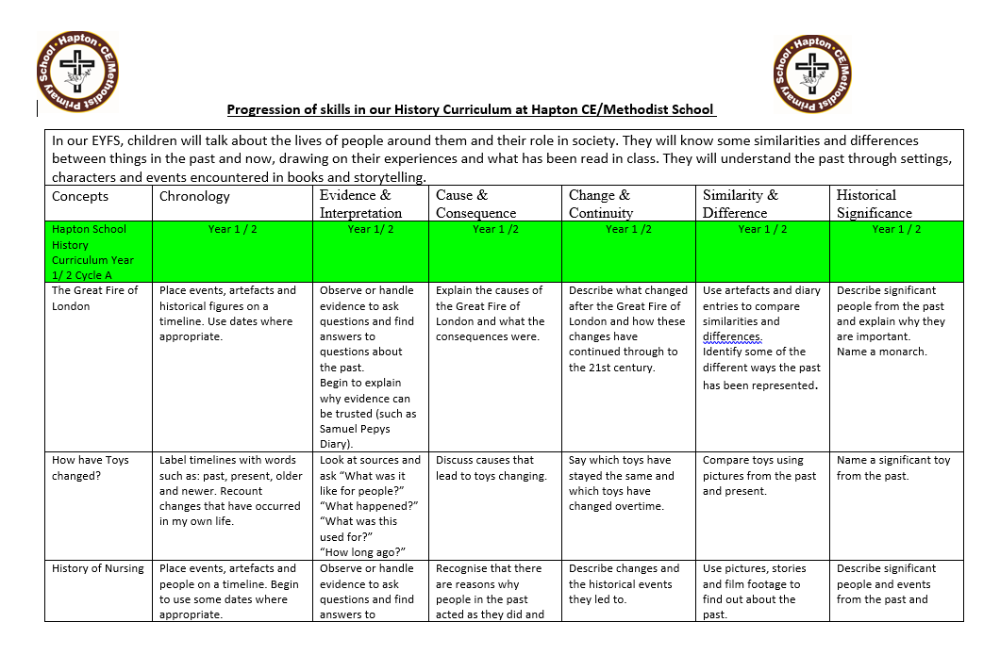 Hapton CE/Methodist Primary School
Hapton CE/Methodist Primary School
Progression of skills in our History Curriculum at Hapton CE/Methodist School
In our EYFS, children will talk about the lives of people around them and their role in society. They will know some similarities and differences
between things in the past and now, drawing on their experiences and what has been read in class. They will understand the past through settings,
characters and events encountered in books and storytelling.
Concepts
Chronology
Evidence &
Interpretation
Cause &
Consequence
Change &
Continuity
Similarity &
Difference
Historical
Significance
Hapton School
History
Curriculum Year
1/ 2 Cycle A
Year 1 / 2
Year 1/ 2
Year 1 /2
Year 1 /2
Year 1 / 2
Year 1 / 2
The Great Fire of
London
Place events, artefacts and
historical figures on a
timeline. Use dates where
appropriate.
Observe or handle
evidence to ask
questions and find
answers to
questions about
the past.
Begin to explain
why evidence can
be trusted (such as
Samuel Pepys
Diary).
Explain the causes of
the Great Fire of
London and what the
consequences were.
Describe what changed
after the Great Fire of
London and how these
changes have
continued through to
the 21st century.
Use artefacts and diary
entries to compare
similarities and
differences.
Identify some of the
different ways the past
has been represented.
Describe significant
people from the past
and explain why they
are important.
Name a monarch.
How have Toys
changed?
Label timelines with words
such as: past, present, older
and newer. Recount
changes that have occurred
in my own life.
Look at sources and
ask “What was it
like for people?”
“What happened?”
“What was this
used for?”
“How long ago?”
Discuss causes that
lead to toys changing.
Say which toys have
stayed the same and
which toys have
changed overtime.
Compare toys using
pictures from the past
and present.
Name a significant toy
from the past.
History of Nursing
Place events, artefacts and
people on a timeline. Begin
to use some dates where
appropriate.
Observe or handle
evidence to ask
questions and find
answers to
Recognise that there
are reasons why
people in the past
acted as they did and
Describe changes and
the historical events
they led to.
Use pictures, stories
and film footage to
find out about the
past.
Describe significant
people and events
from the past and